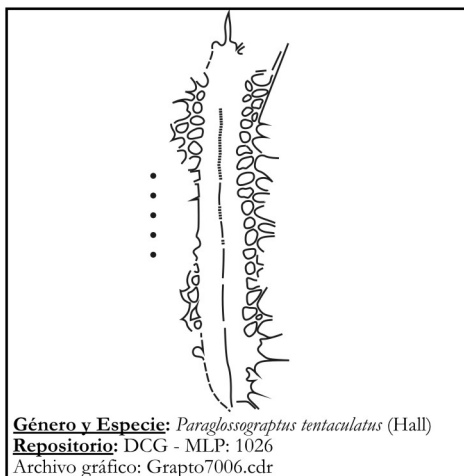 Género y Especie: Paraglossograptus tentaculatus (Hall)
Repositorio: DCG - MLP: 1026
Archivo gráfico: Grapto7006.cdr